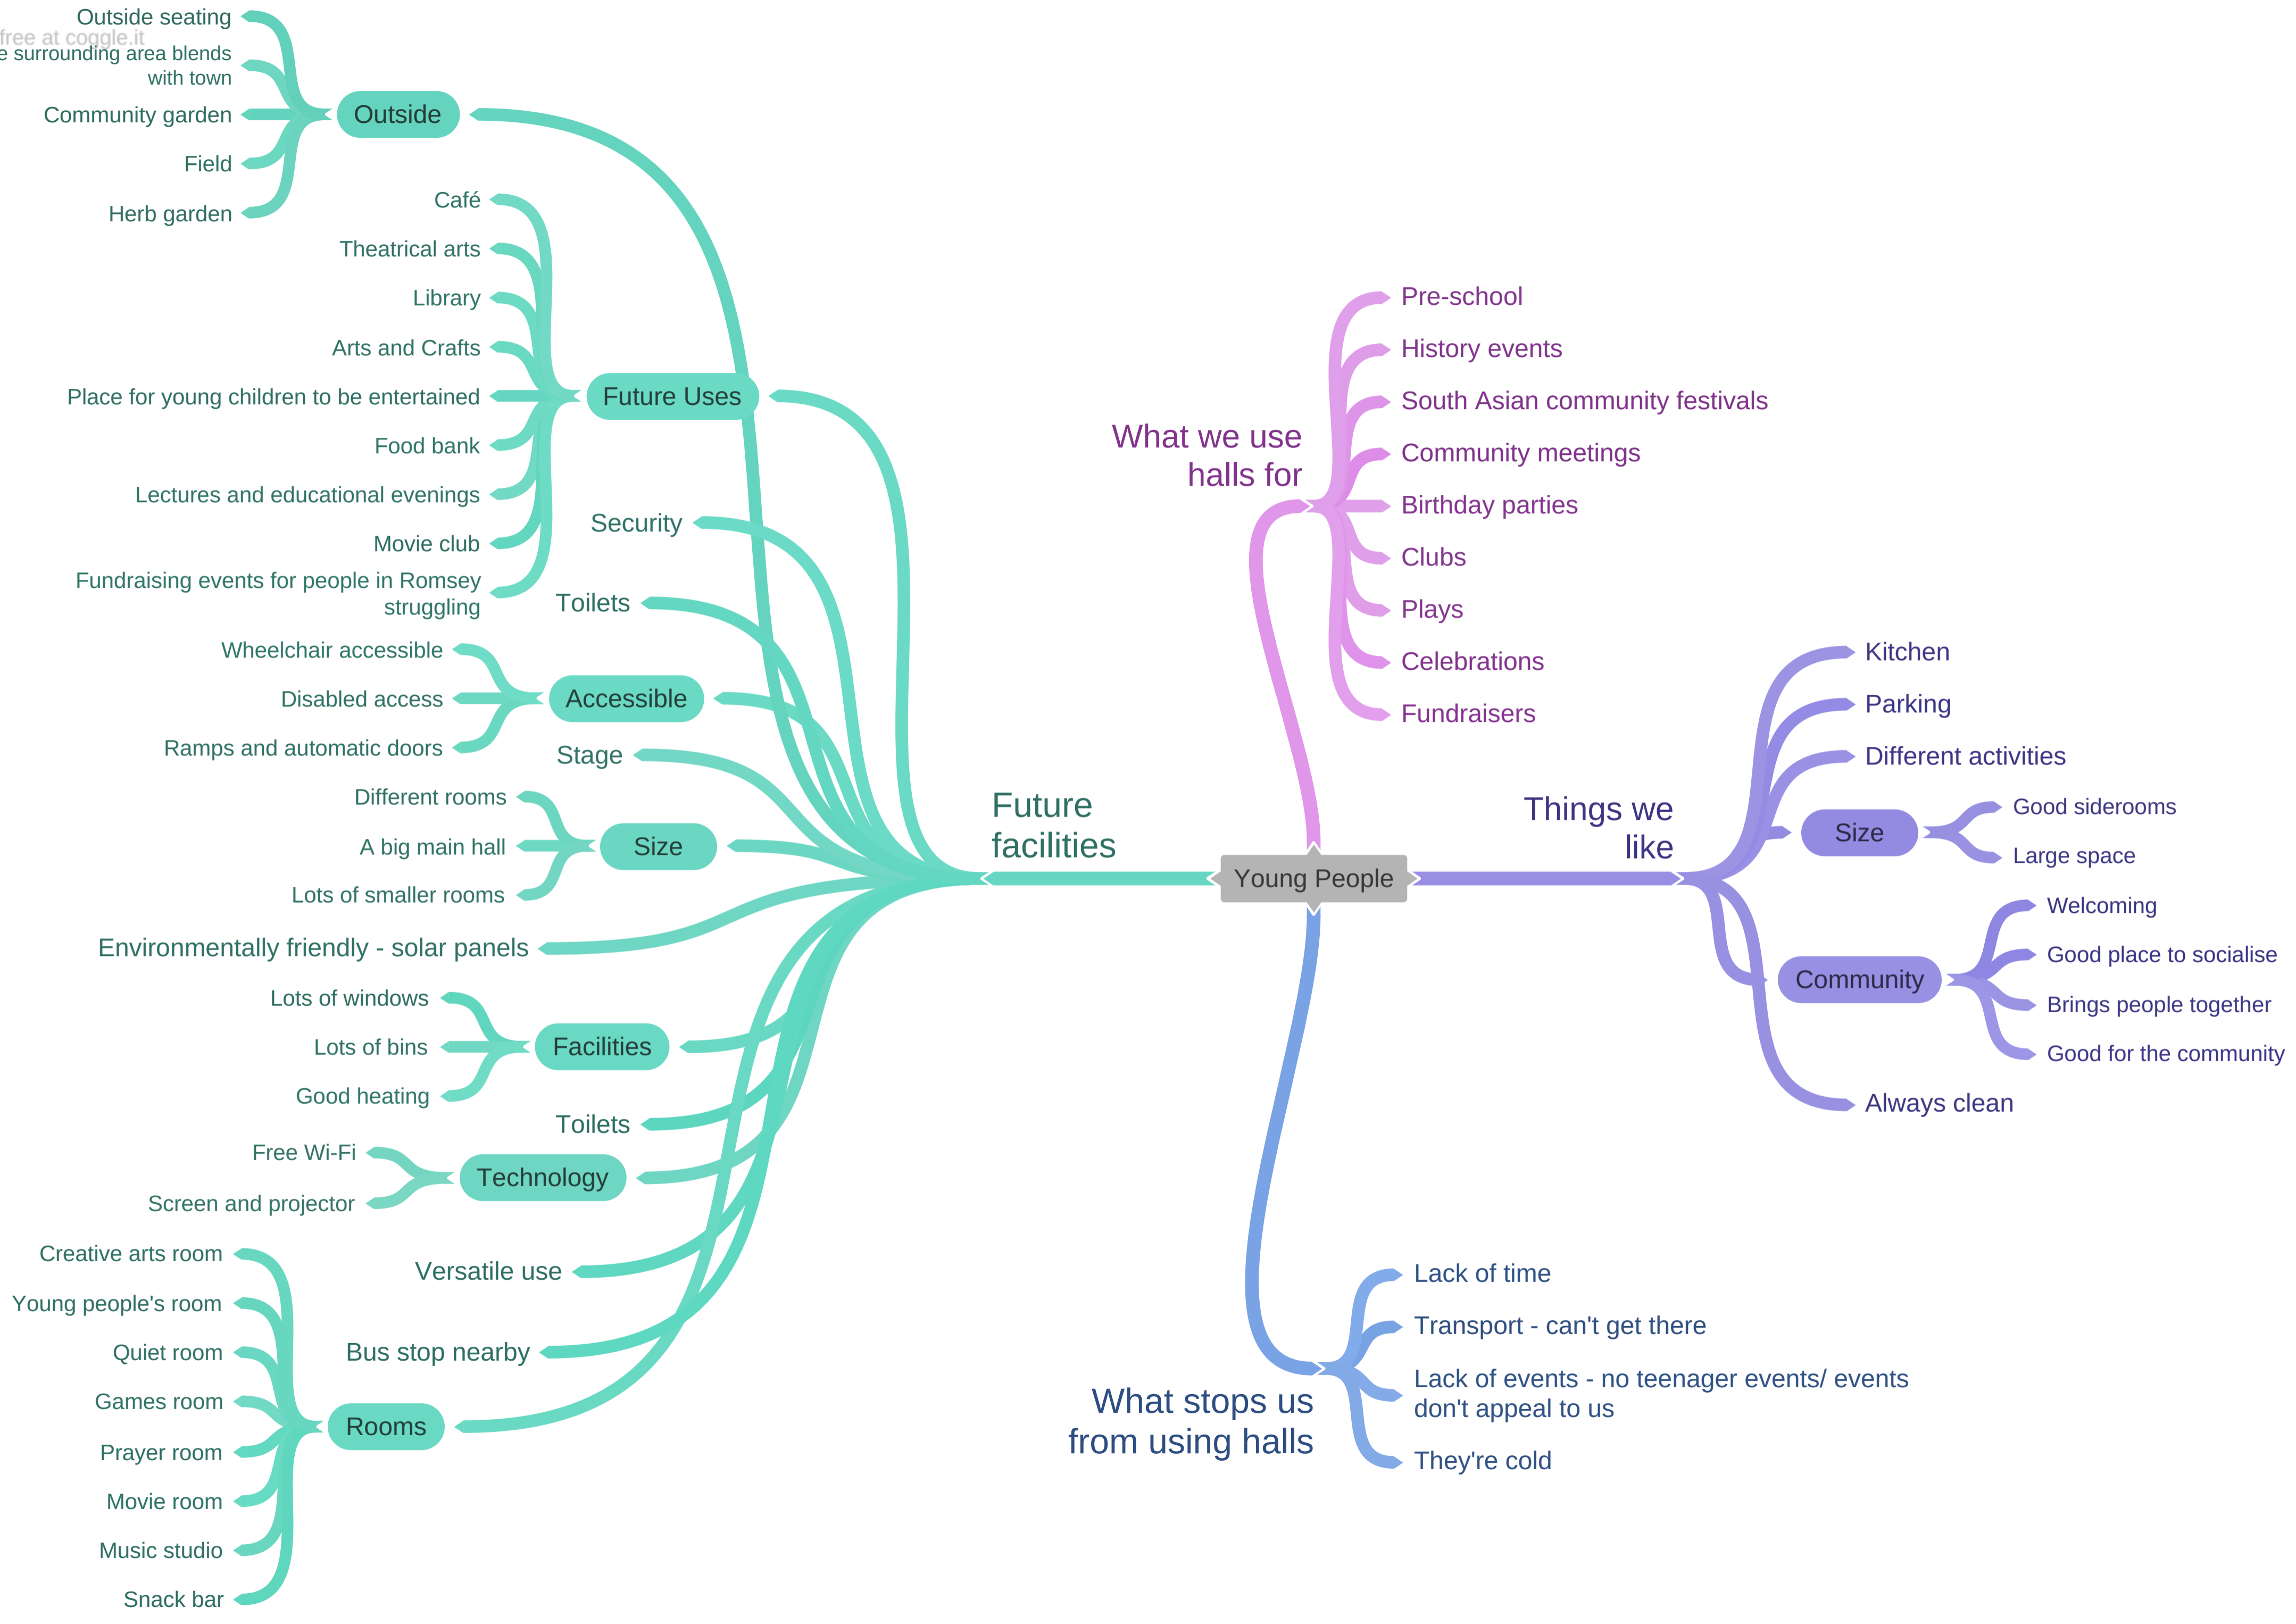 Outside seating
free at coggle.it
surrounding area blends
with town
Community garden
Field
Herb garden
Outside
Café
Theatrical arts
Library
Arts and Crafts
Place for young children to be entertained
Food bank
Lectures and educational evenings
Movie club
Fundraising events for people in Romsey
struggling
Future Uses
Security
Toilets
Wheelchair accessible
Disabled access
Ramps and automatic doors
Accessible
Stage
Different rooms
A big main hall
Lots of smaller rooms
Size
Environmentally friendly - solar panels
Lots of windows
Lots of bins
Good heating
Facilities
Toilets
Free Wi-Fi
Screen and projector
Technology
Versatile use
Bus stop nearby
Creative arts room
Young people's room
Quiet room
Games room
Prayer room
Movie room
Music studio
Snack bar
Rooms
Future
facilities
Young People
What we use
halls for
Pre-school
History events
South Asian community festivals
Community meetings
Birthday parties
Clubs
Plays
Celebrations
Fundraisers
Things we
like
Kitchen
Parking
Different activities
Size
Good siderooms
Large space
Community
Welcoming
Good place to socialise
Brings people together
Good for the community
Always clean
What stops us
from using halls
Lack of time
Transport - can't get there
Lack of events - no teenager events/ events
don't appeal to us
They're cold